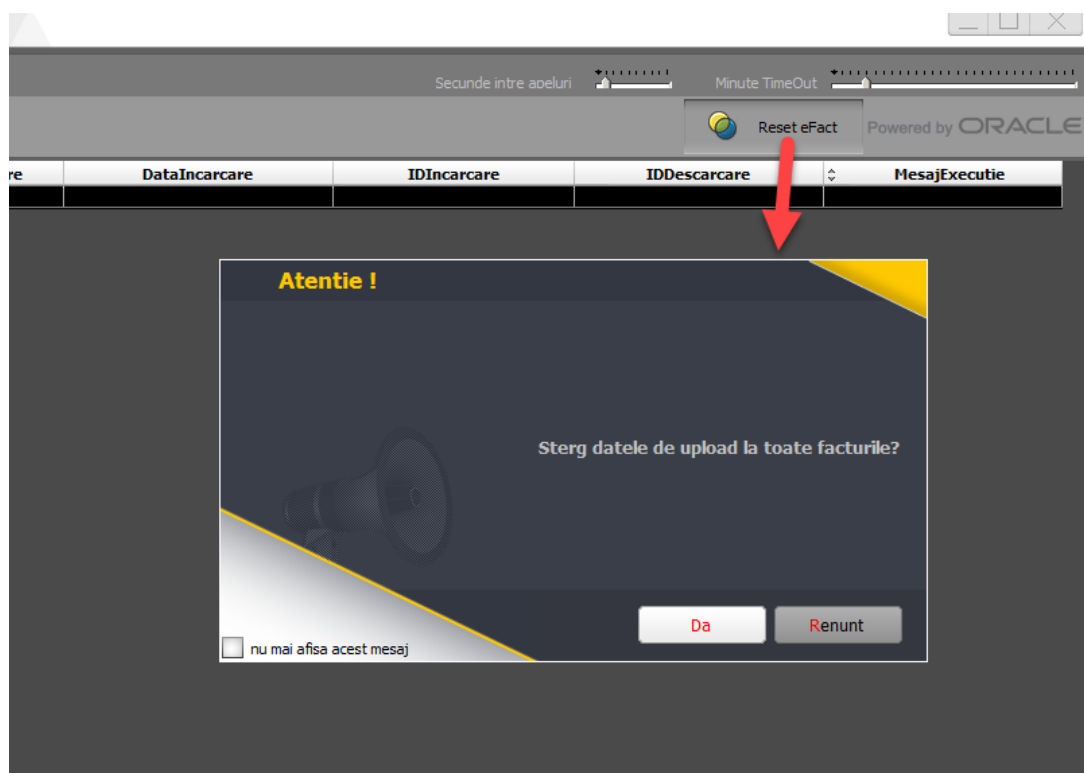 Secunde intre apeluri Minute TimeOut
Reset eFact Powered by ORACLE
re DataIncarcare IDIncarcare IDDescarcare MesajExecutie
Atentie !
Sterg datele de upload la toate facturile?
Da Renunt
nu mai afisa acest mesaj